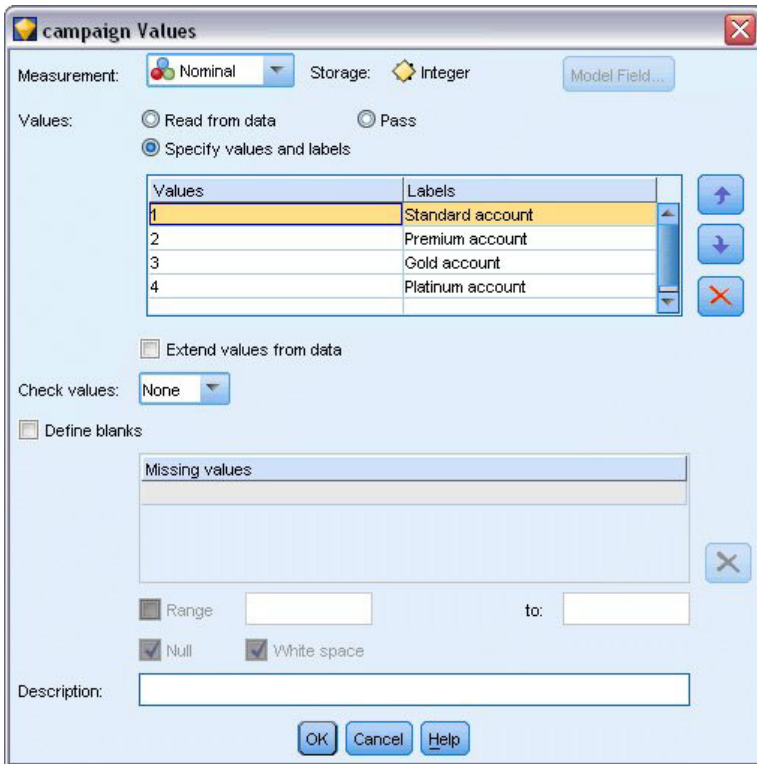 campaign Values
Measurement: Nominal Storage: Integer Model Field...
Values: Read from data Pass
Specify values and labels
Values Labels
1 Standard account
2 Premium account
3 Gold account
4 Platinum account
Extend values from data
Check values: None
Define blanks
Missing values
Range to:
Null White space
Description:
OK Cancel Help